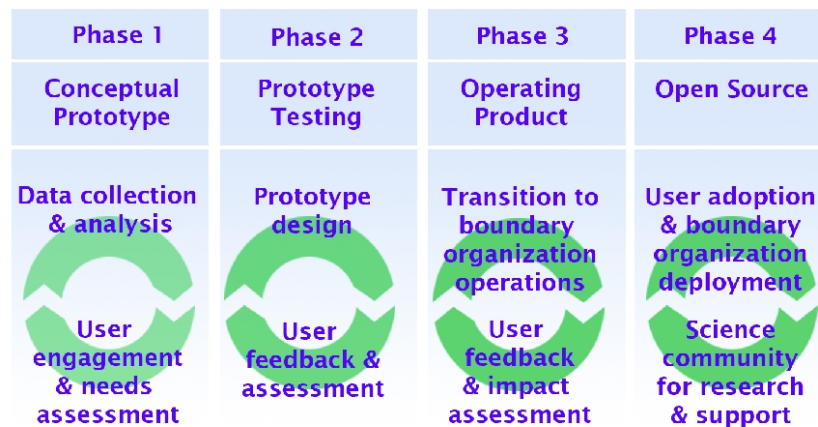 Phase 1
Conceptual
Prototype
Data collection
& analysis
User
engagement
& needs
assessment
Phase 2
Prototype
Testing
Prototype
design
User
feedback &
assessment
Phase 3
Operating
Product
Transition to
boundary
organization
operations
User
feedback
& impact
assessment
Phase 4
Open Source
User adoption
& boundary
organization
deployment
Science
community
for research
& support